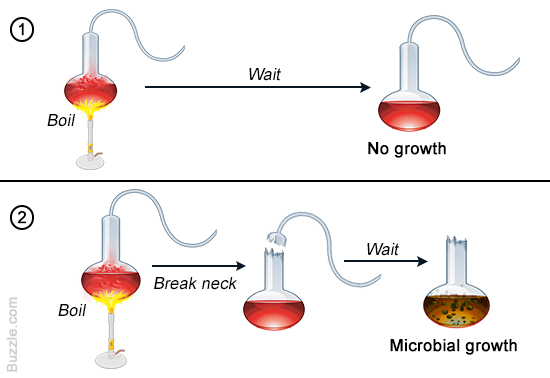 1
Wait
Boil
No growth
2
Wait
Break neck
Boil
Microbial growth
Buzzle.com